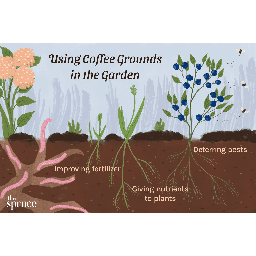 Using Coffee Grounds
in the Garden
Deterring pests
Improving fertilizer
Giving nutrients
to plants
the
spruce